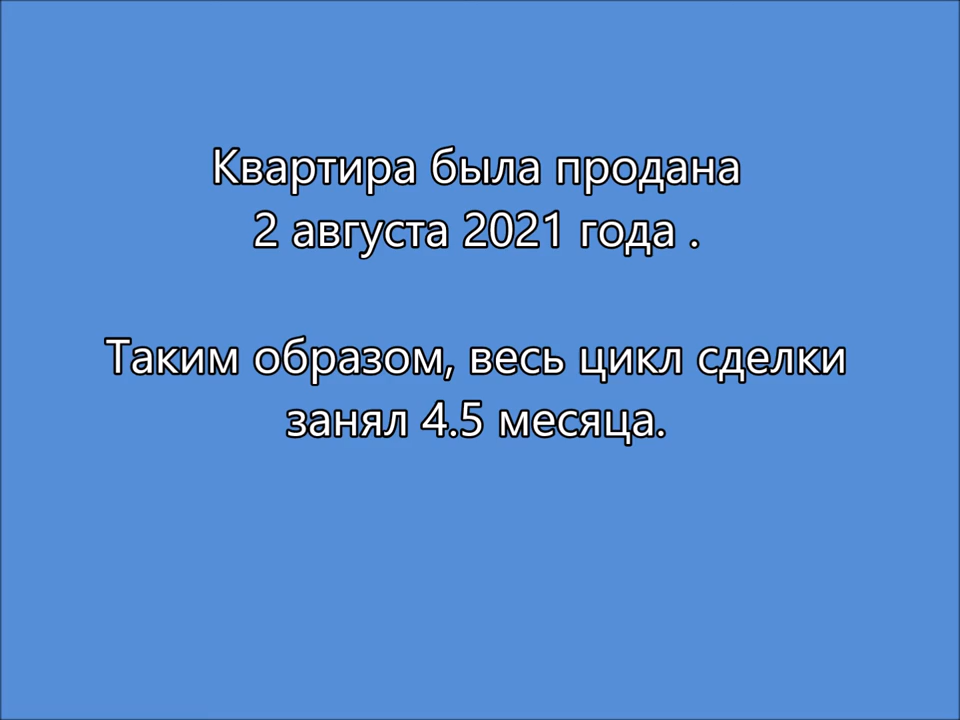 Квартира была продана
2 августа 2021 года .
Таким образом, весь цикл сделки
занял 4.5 месяца.